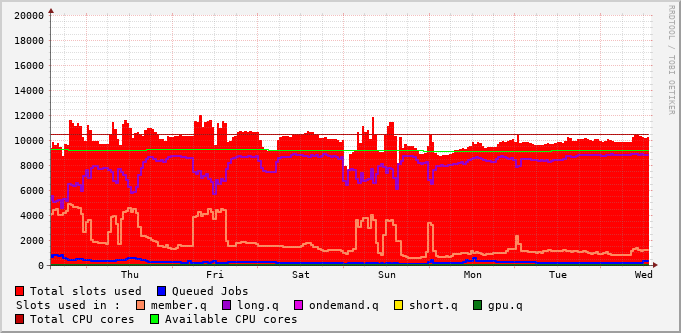 20000
18000
16000
14000
12000
10000
8000
6000
4000
2000
0
Thu Fri Sat Sun Mon Tue Wed
RRDTOOL / TOBI OETIKER
Total slots used Queued Jobs
Slots used in : member.q long.q ondemand.q short.q gpu.q
Total CPU cores Available CPU cores